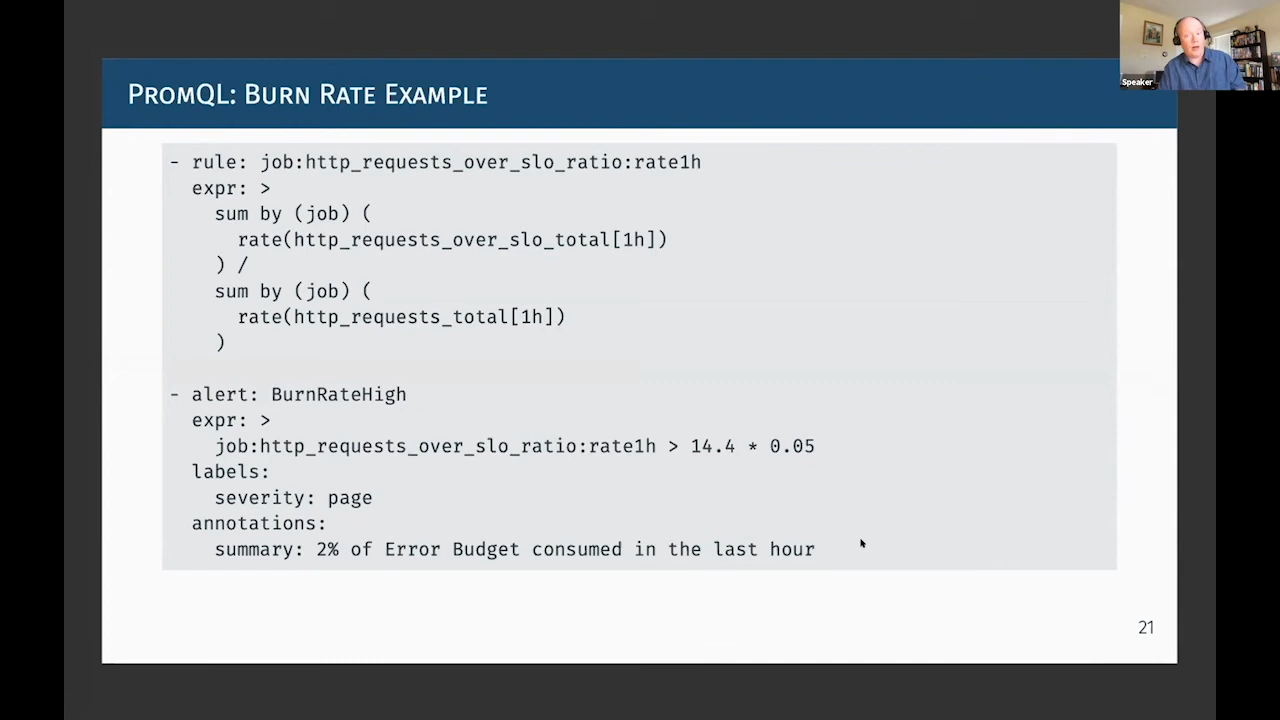 Speaker
PromQL: Burn Rate Example
- rule: job:http_requests_over_slo_ratio:rate1h
expr: >
sum by (job) (
rate(http_requests_over_slo_total[1h])
) /
sum by (job) (
rate(http_requests_total[1h])
)
- alert: BurnRateHigh
expr: >
job:http_requests_over_slo_ratio:rate1h > 14.4 * 0.05
labels:
severity: page
annotations:
summary: 2% of Error Budget consumed in the last hour
21